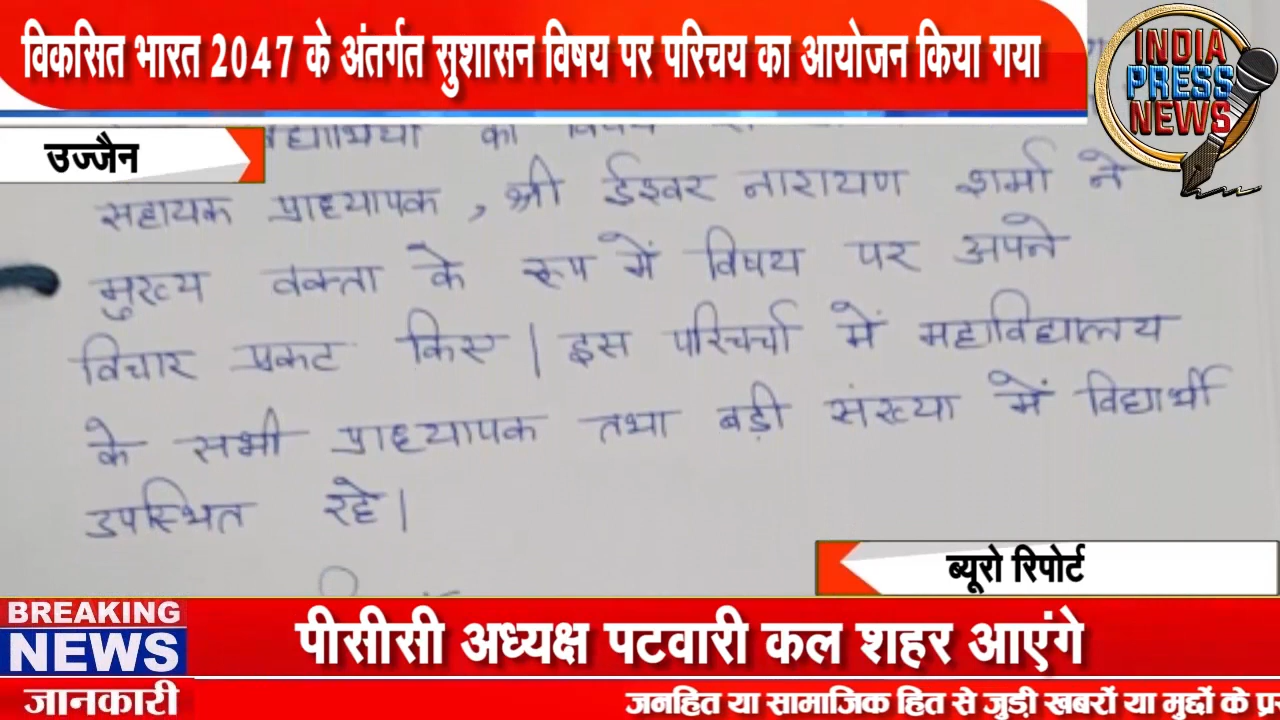 विकसित भारत 2047 के अंतर्गत सुशासन विषय पर परिचय का आयोजन किया गया
INDIA
PRESS
NEWS
उज्जैन
सहायक प्राध्यापक, श्री ईश्वर नारायण शर्मा ने
मुख्य वक्ता के रूप में विषय पर अपने
विचार प्रकट किए | इस परिचर्चा में महाविद्यालय
के सभी प्राध्यापक तथा बड़ी संख्या में विद्यार्थी
उपस्थित रहे |
ब्यूरो रिपोर्ट
BREAKING
NEWS
पीसीसी अध्यक्ष पटवारी कल शहर आएंगे
जानकारी
जनहित या सामाजिक हित से जुड़ी खबरों या मुद्दों के